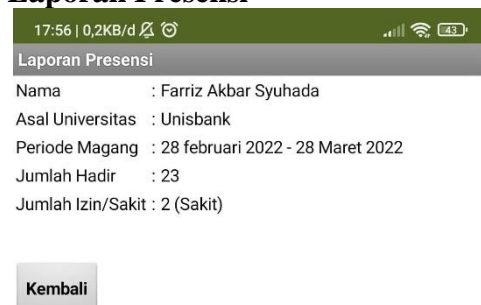 Laporan Presensi
17:56 | 0,2KB/d
43
Laporan Presensi
Nama : Farriz Akbar Syuhada
Asal Universitas : Unisbank
Periode Magang : 28 februari 2022 - 28 Maret 2022
Jumlah Hadir : 23
Jumlah Izin/Sakit : 2 (Sakit)
Kembali